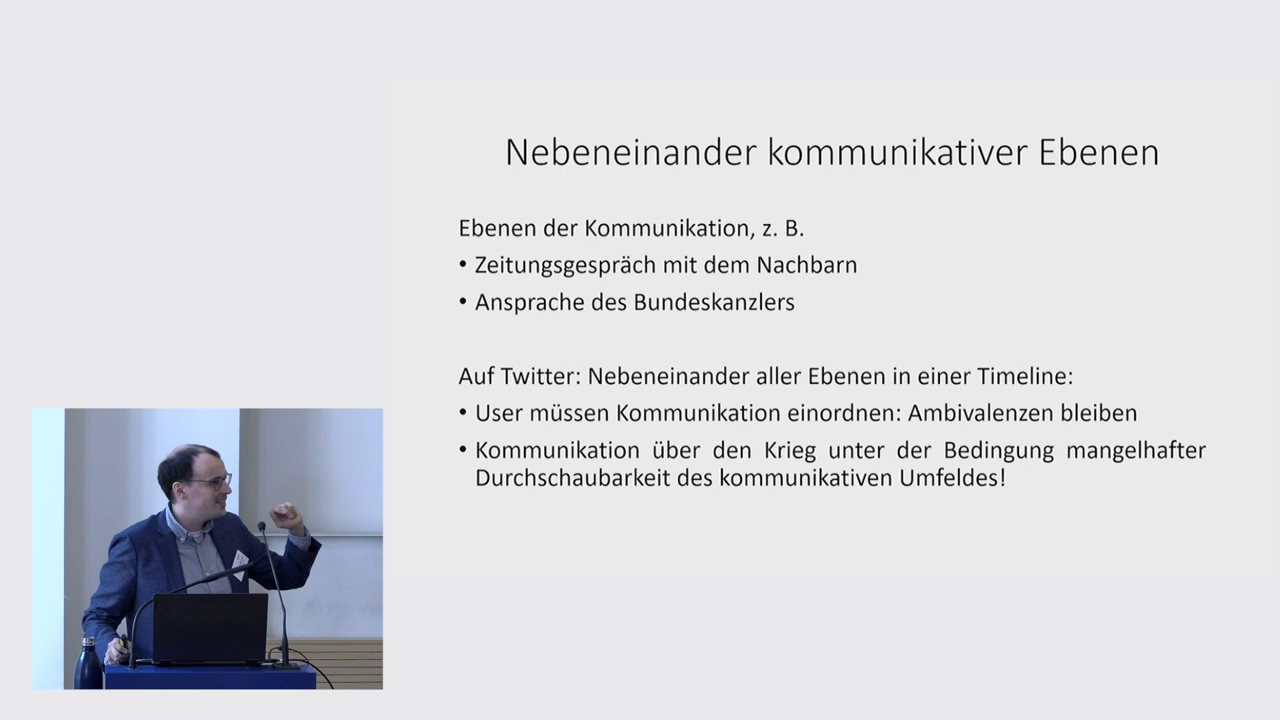 Nebeneinander kommunikativer Ebenen
Ebenen der Kommunikation, z. B.
• Zeitungsgespräch mit dem Nachbarn
• Ansprache des Bundeskanzlers
Auf Twitter: Nebeneinander aller Ebenen in einer Timeline:
• User müssen Kommunikation einordnen: Ambivalenzen bleiben
• Kommunikation über den Krieg unter der Bedingung mangelhafter
Durchschaubarkeit des kommunikativen Umfeldes!